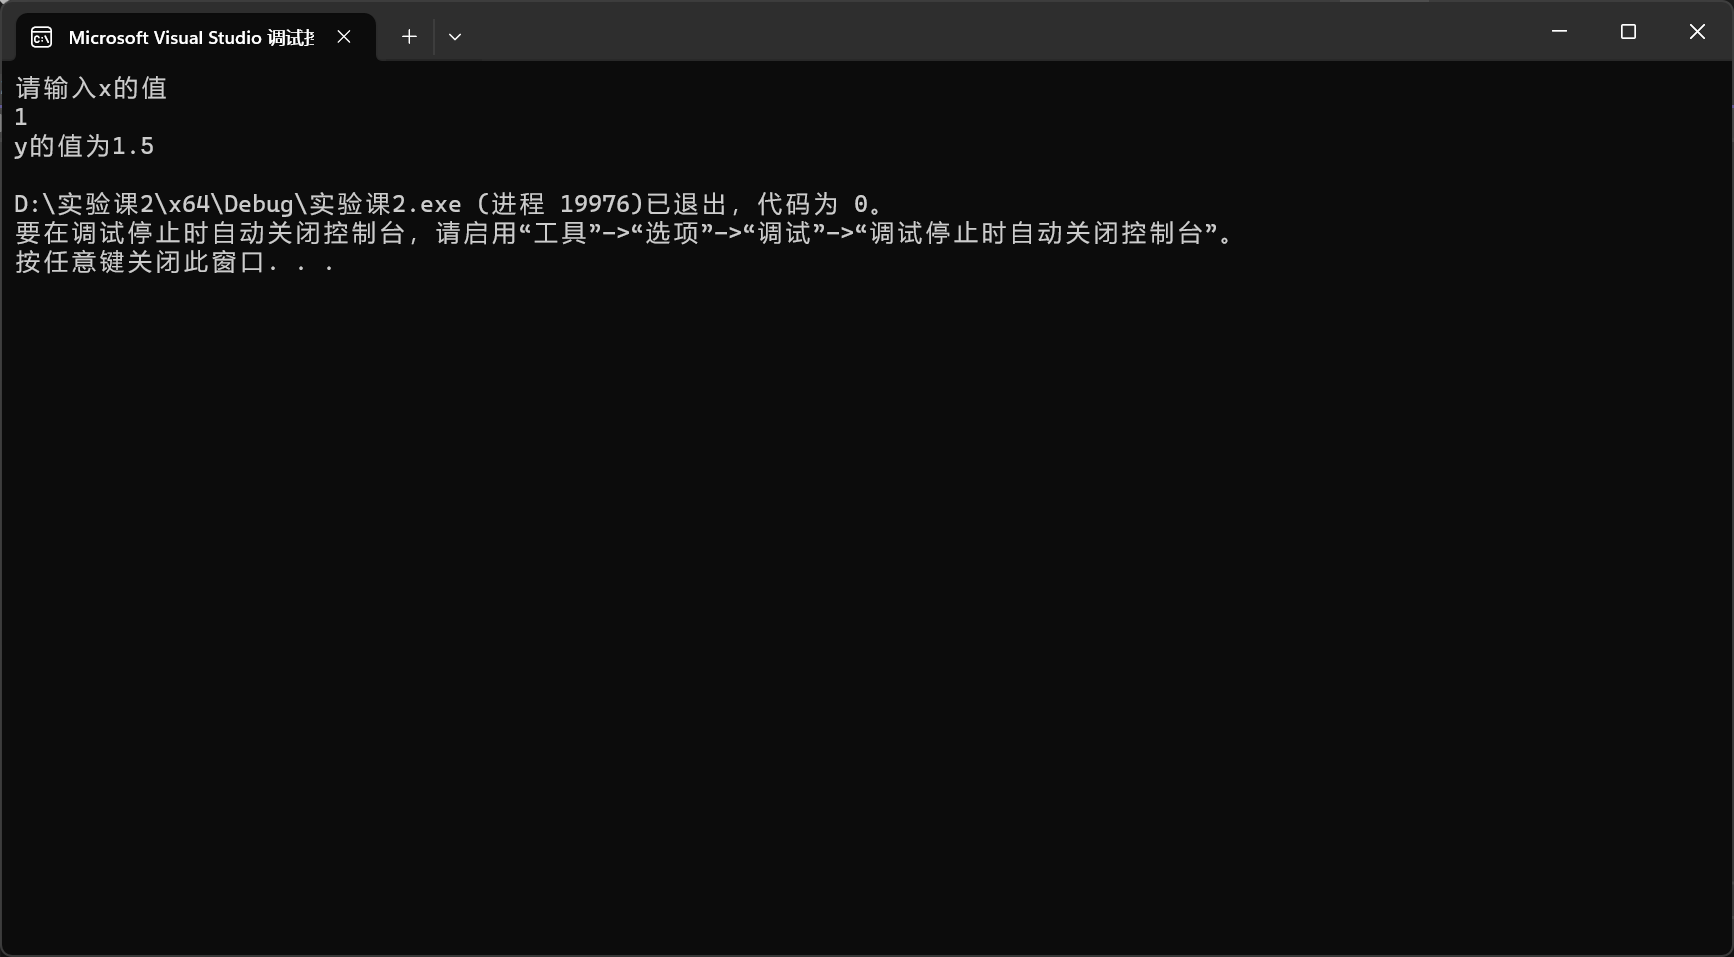 Microsoft Visual Studio 调试
请输入x的值
1
y的值为1.5
D:\实验课2\x64\Debug\实验课2.exe (进程 19976)已退出，代码为 0。
要在调试停止时自动关闭控制台，请启用“工具”->“选项”->“调试”->“调试停止时自动关闭控制台”。
按任意键关闭此窗口. . .